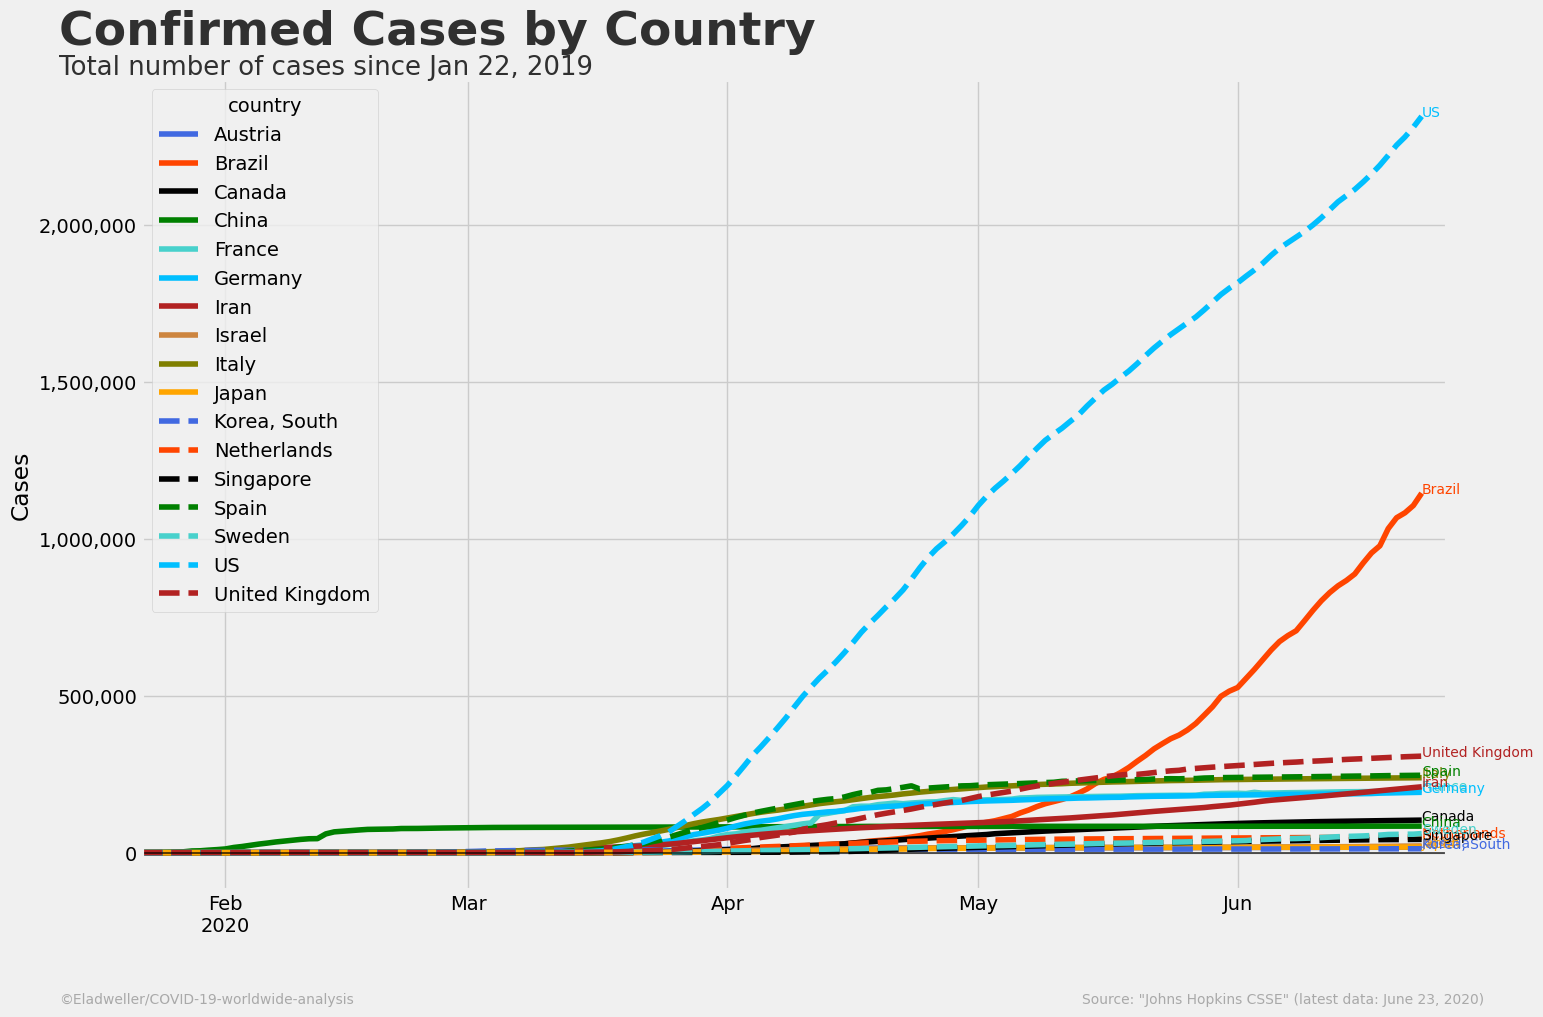 Confirmed Cases by Country
Total number of cases since Jan 22, 2019
country
Austria
Brazil
Canada
China
France
Germany
Iran
Israel
Italy
Japan
Korea, South
Netherlands
Singapore
Spain
Sweden
US
United Kingdom
Cases
2,000,000
1,500,000
1,000,000
500,000
0
US
Brazil
United Kingdom
Spain
Iran
Germany
Canada
China
Singapore
Korea, South
Feb
2020
Mar
Apr
May
Jun
©Eladweller/COVID-19-worldwide-analysis
Source: "Johns Hopkins CSSE" (latest data: June 23, 2020)